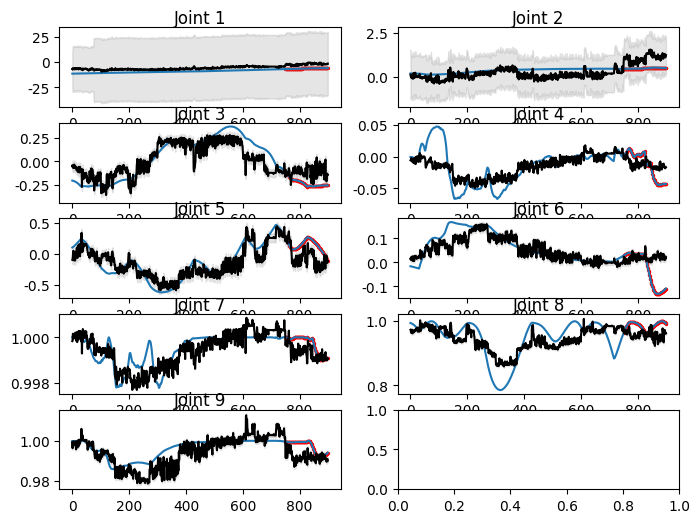 Joint 1
Joint 2
25
0
-25
2.5
0.0
0 200 400 600 800
0 200 400 600 800
Joint 3
Joint 4
0.25
0.00
-0.25
0.05
0.00
-0.05
0 200 400 600 800
0 200 400 600 800
Joint 5
Joint 6
0.5
0.0
-0.5
0.1
0.0
-0.1
0 200 400 600 800
0 200 400 600 800
Joint 7
Joint 8
1.000
0.998
1.0
0.8
0 200 400 600 800
0 200 400 600 800
Joint 9
1.00
0.98
1.0
0.5
0.0
0 200 400 600 800
0.0 0.2 0.4 0.6 0.8 1.0